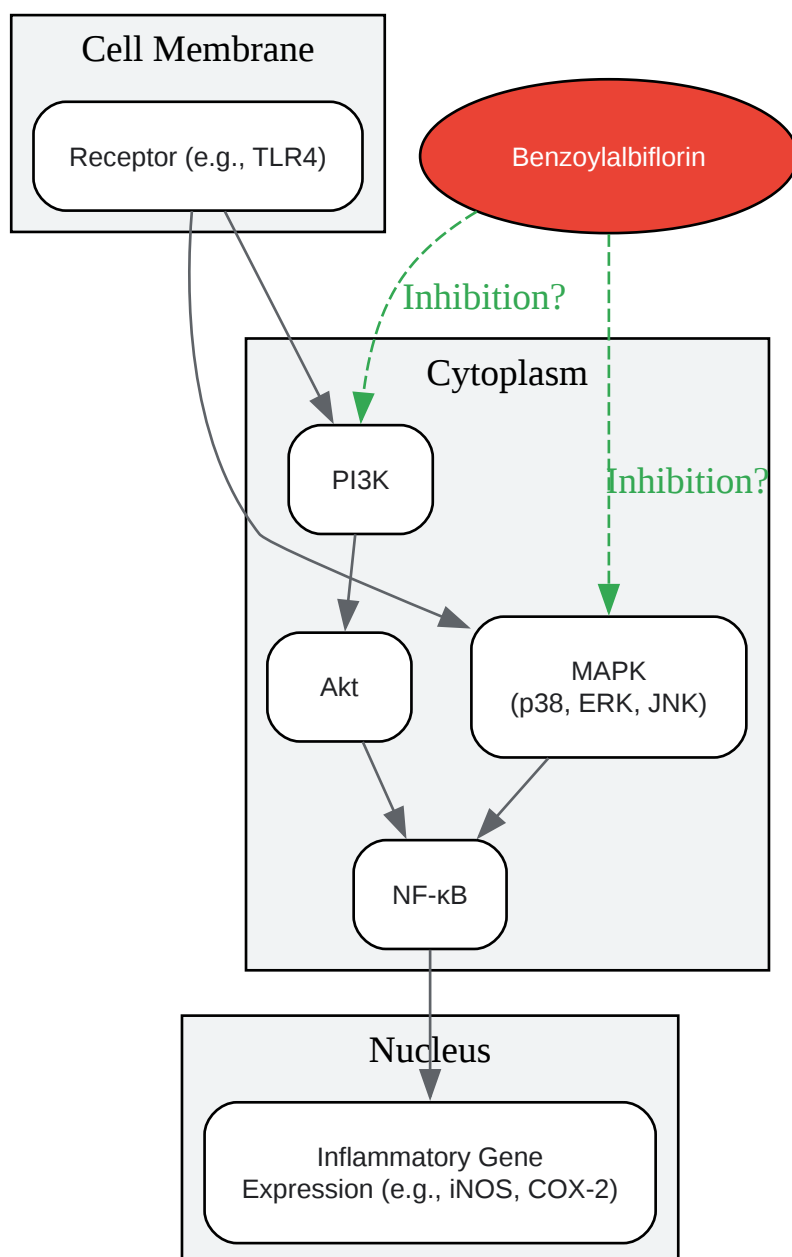 Cell Membrane
Receptor (e.g., TLR4)
Benzoylalbiflorin
Inhibition?
Cytoplasm
PI3K
Inhibition?
Akt
MAPK
(p38, ERK, JNK)
NF-κB
Nucleus
Inflammatory Gene
Expression (e.g., iNOS, COX-2)